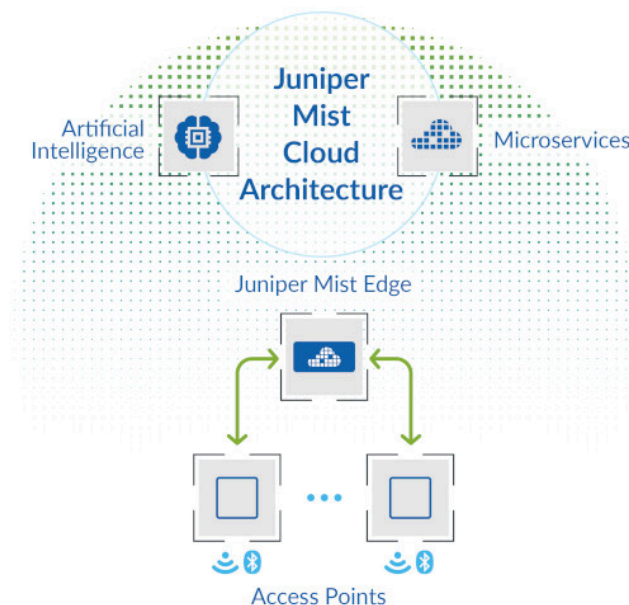 Juniper
Mist
Cloud
Architecture
Artificial
Intelligence
Microservices
Juniper Mist Edge
Access Points